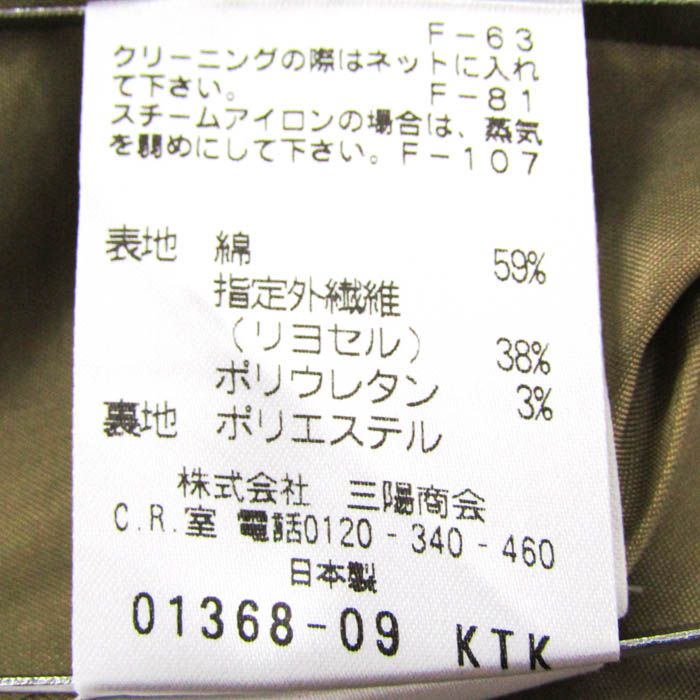 F-63
クリーニングの際はネットに入れ
て下さい。 F-81
スチームアイロンの場合は、蒸気
を弱めにして下さい。F-107
表地 綿 59%
指定外繊維
（リヨセル） 38%
ポリウレタン 3%
裏地 ポリエステル
株式会社 三陽商会
C.R.室 電話0120-340-460
日本製
01368-09 KTK